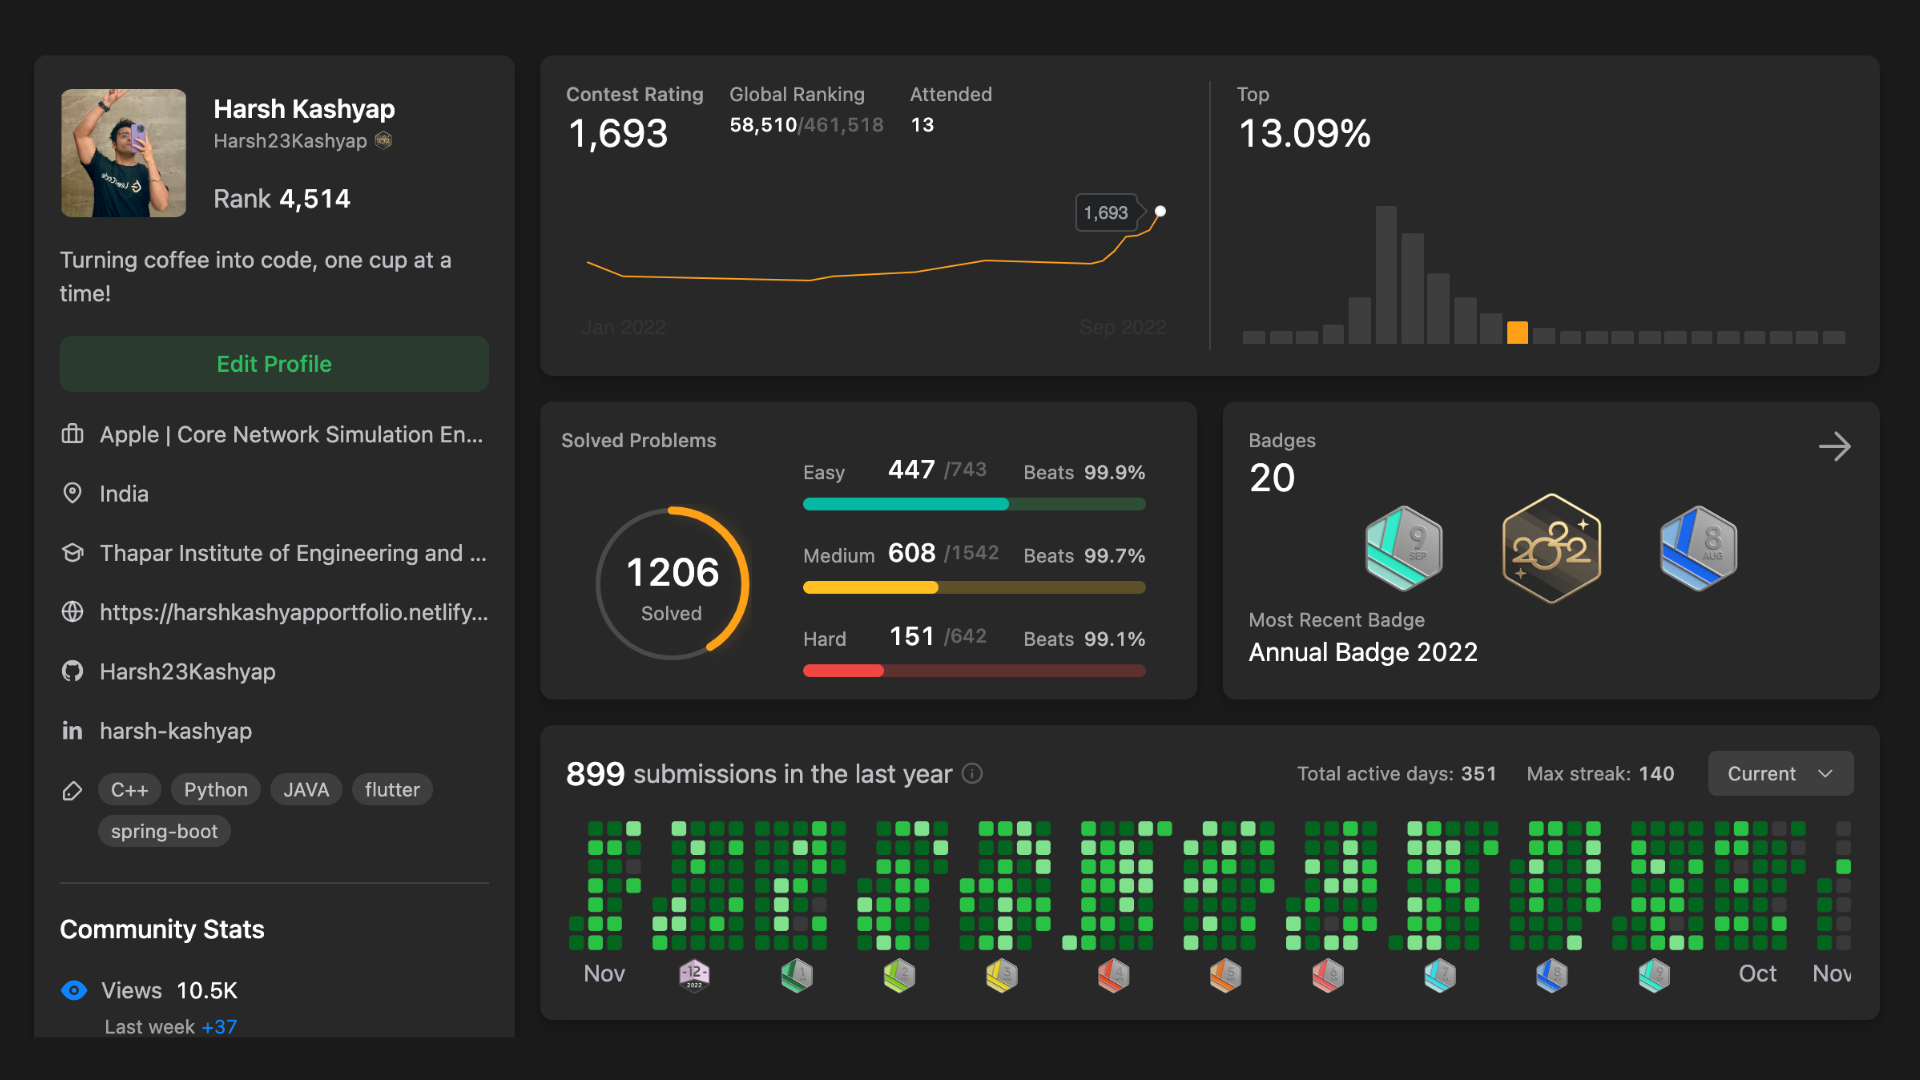 Harsh Kashyap
Harsh23Kashyap
Rank 4,514
Turning coffee into code, one cup at a
time!
Edit Profile
Apple | Core Network Simulation En...
India
Thapar Institute of Engineering and ...
https://harshkashyapportfolio.netlify...
Harsh23Kashyap
harsh-kashyap
C++ Python JAVA flutter
spring-boot
Community Stats
Views 10.5K
Last week +37
Contest Rating
1,693
Global Ranking
58,510/461,518
Attended
13
1,693
Jan 2022 Sep 2022
Top
13.09%
Solved Problems
1206
Solved
Easy 447 /743 Beats 99.9%
Medium 608 /1542 Beats 99.7%
Hard 151 /642 Beats 99.1%
Badges
20
9 SEP
2022
8 AUG
Most Recent Badge
Annual Badge 2022
899 submissions in the last year
Total active days: 351 Max streak: 140 Current
Nov Oct Nov